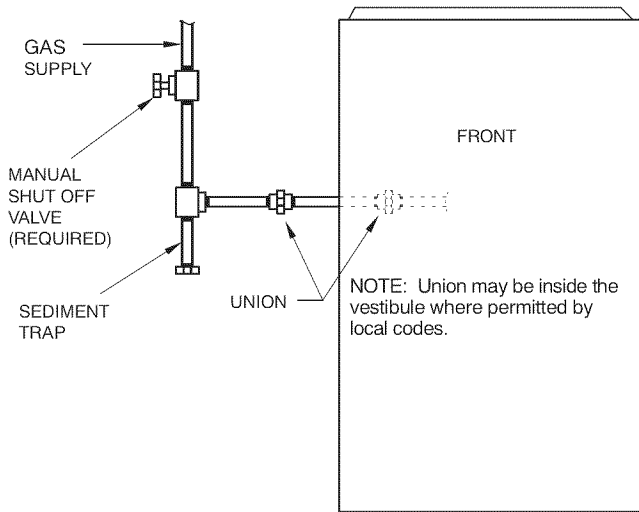 GAS
SUPPLY
FRONT
MANUAL
SHUT OFF
VALVE
(REQUIRED)
SEDIMENT
TRAP
UNION
NOTE: Union may be inside the
vestibule where permitted by
local codes.